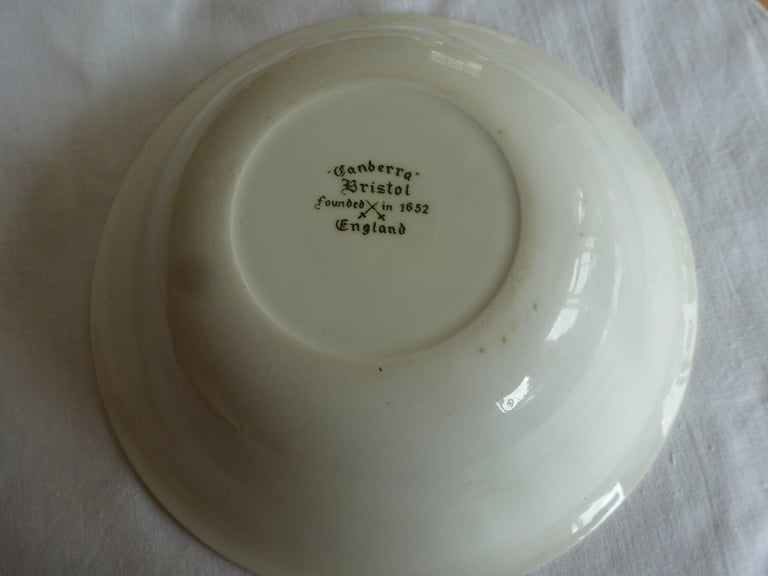 "Canberra"
Bristol
founded in 1652
England